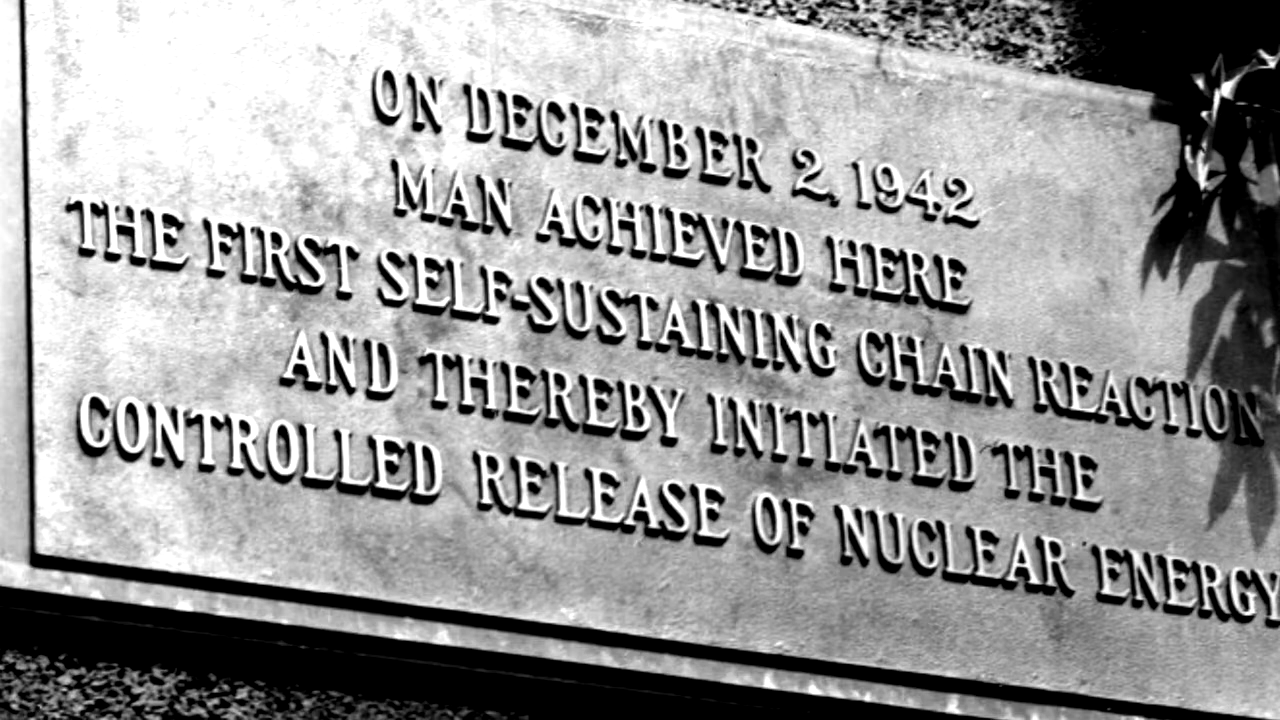 ON DECEMBER 2, 1942
MAN ACHIEVED HERE
THE FIRST SELF-SUSTAINING CHAIN REACTION
AND THEREBY INITIATED THE
CONTROLLED RELEASE OF NUCLEAR ENERGY